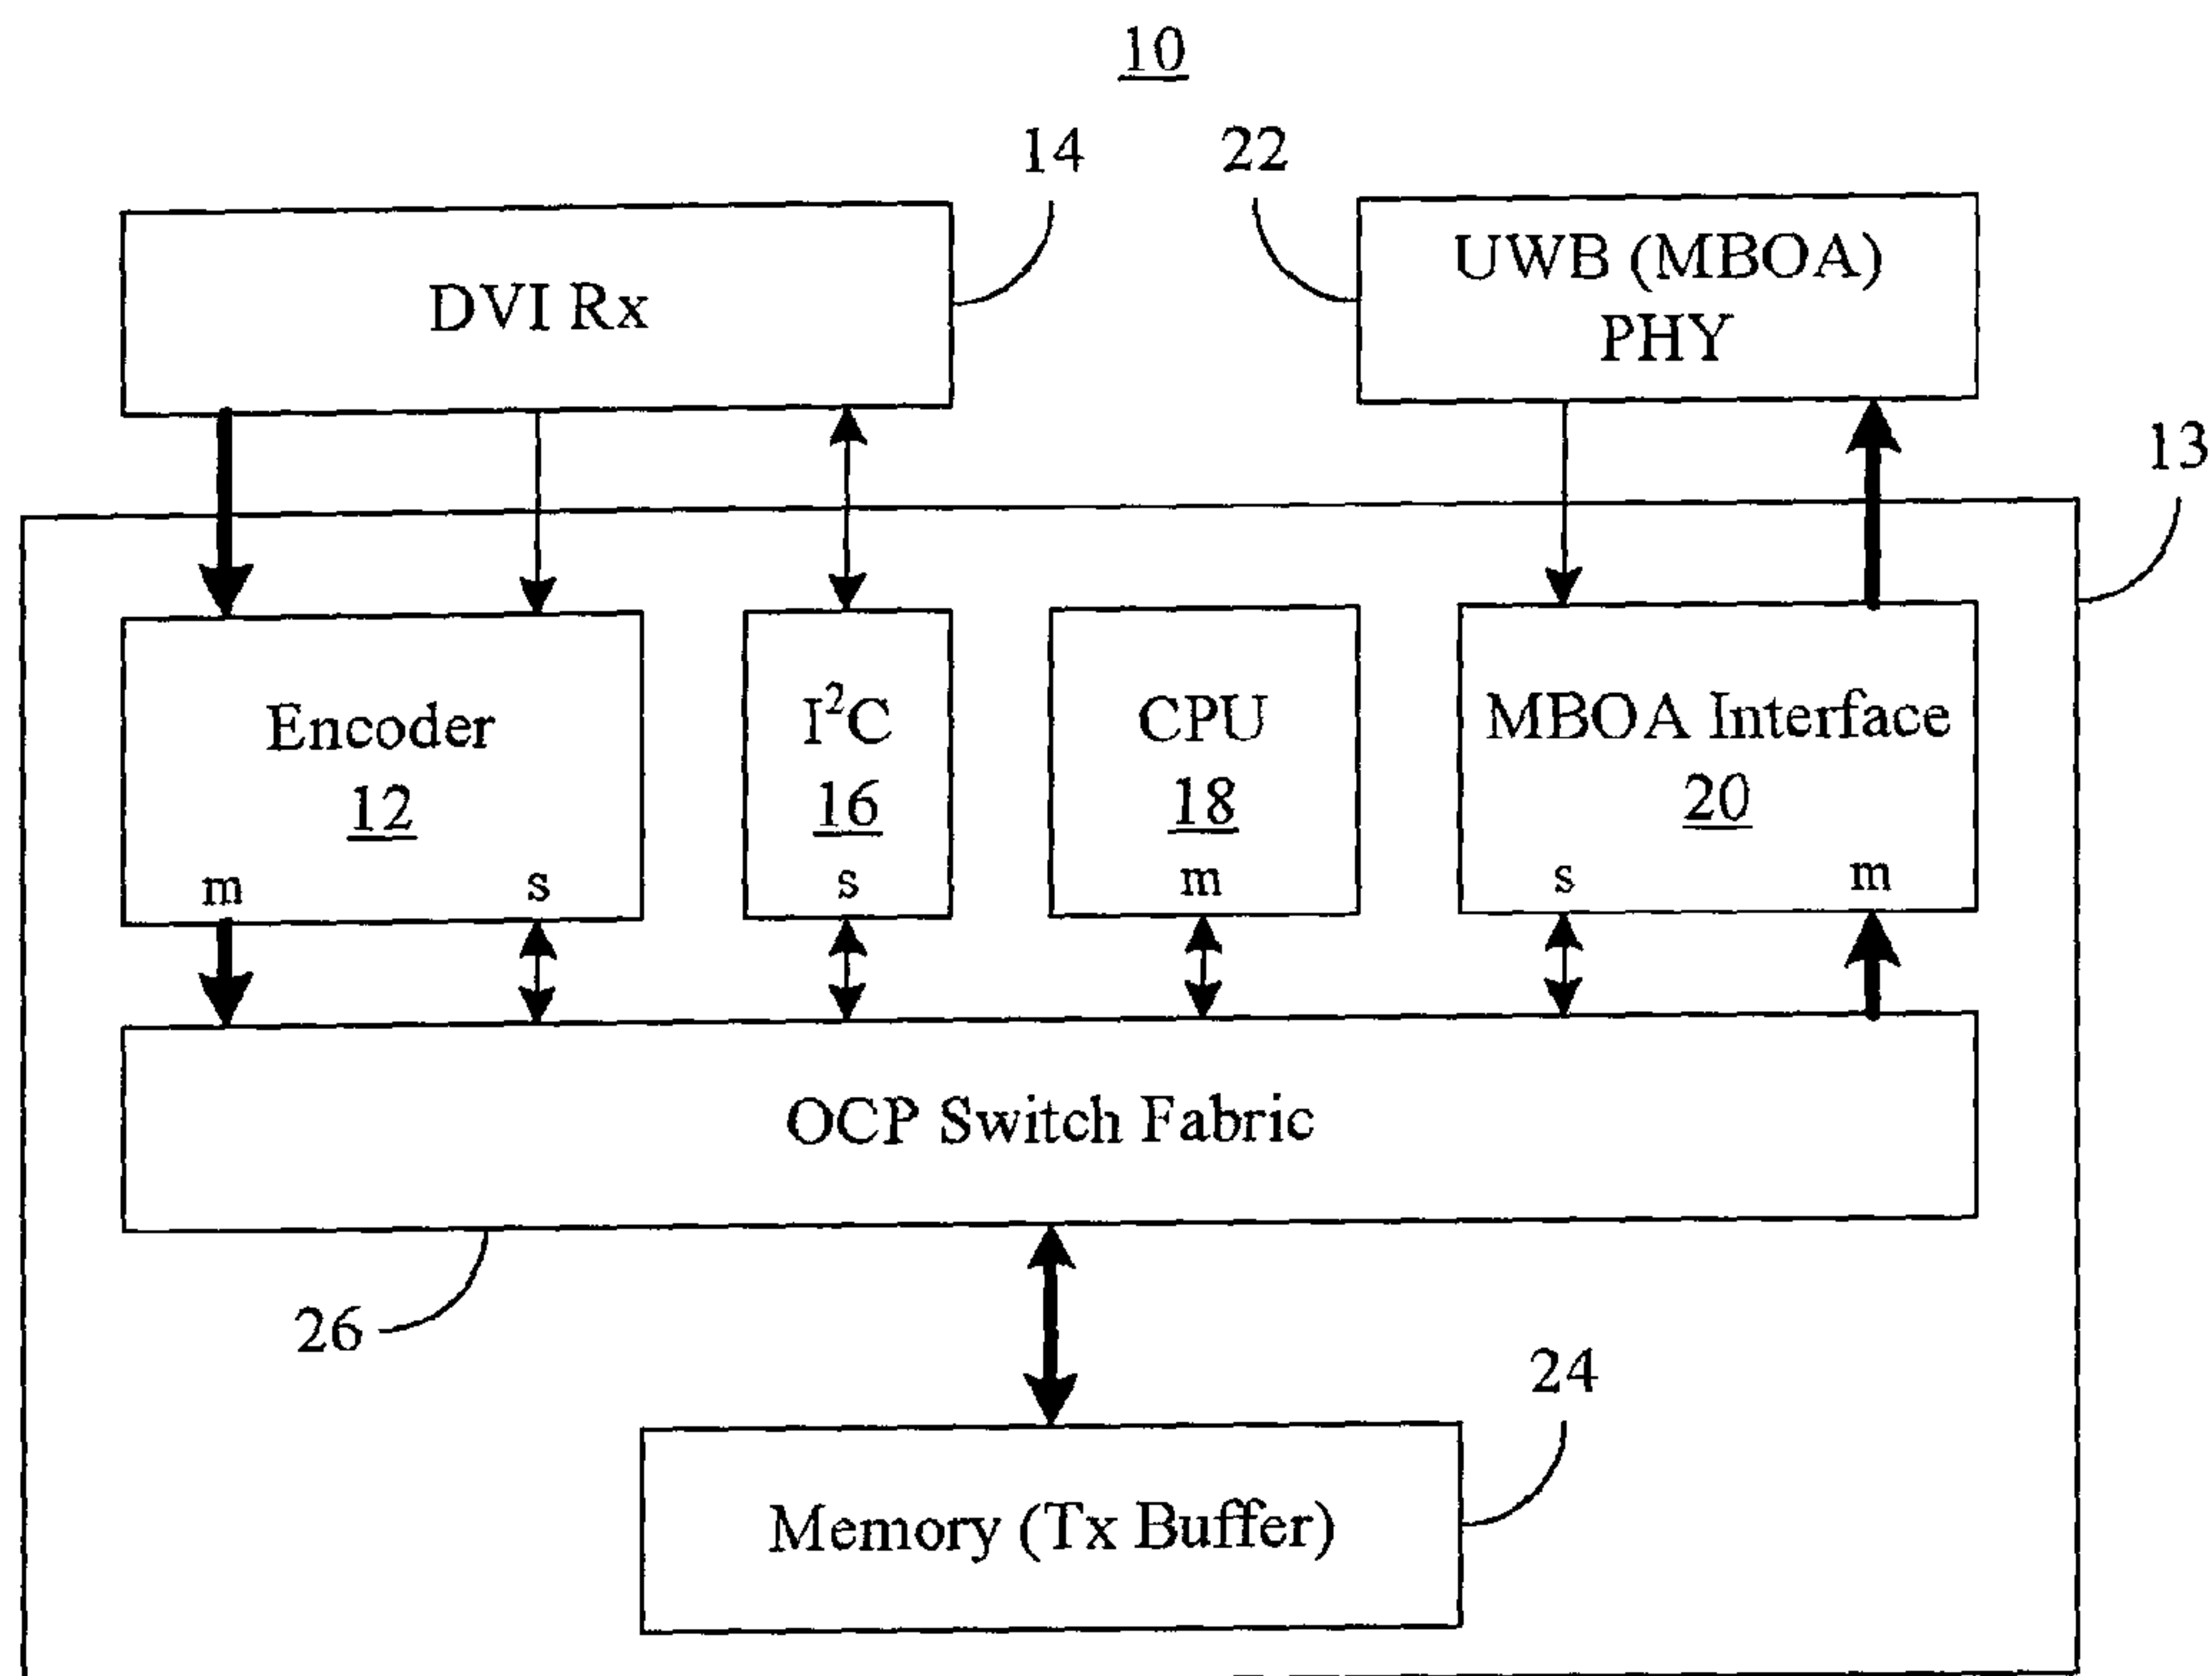 10
14
22
DVI Rx
UWB (MBOA)
PHY
13
Encoder
12
m
s
I²C
16
s
CPU
18
m
MBOA Interface
20
s
m
OCP Switch Fabric
26
24
Memory (Tx Buffer)